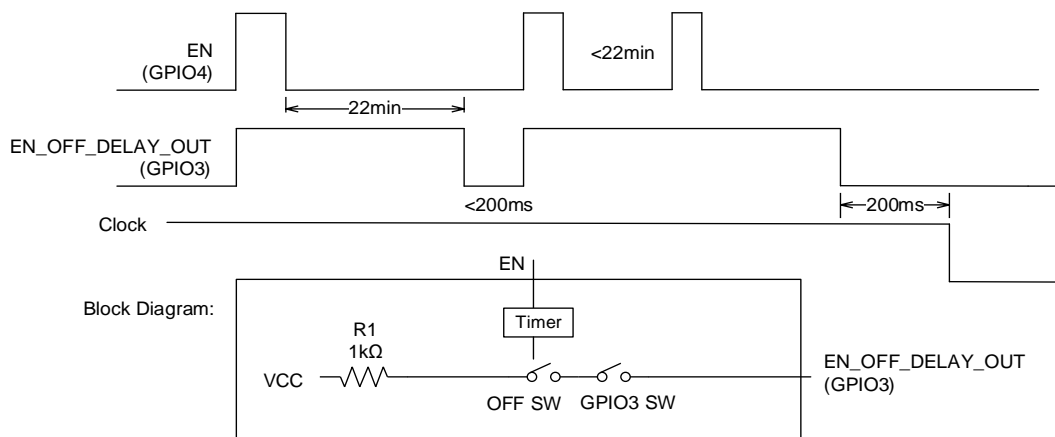 EN
(GPIO4)
<22min
22min
EN_OFF_DELAY_OUT
(GPIO3)
<200ms
200ms
Clock
EN
Block Diagram:
Timer
R1
1kΩ
VCC
OFF SW
GPIO3 SW
EN_OFF_DELAY_OUT
(GPIO3)